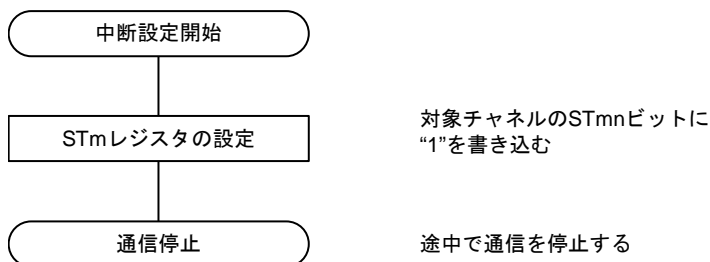 中断設定開始
STmレジスタの設定
対象チャネルのSTmnビットに
“1”を書き込む
通信停止
途中で通信を停止する